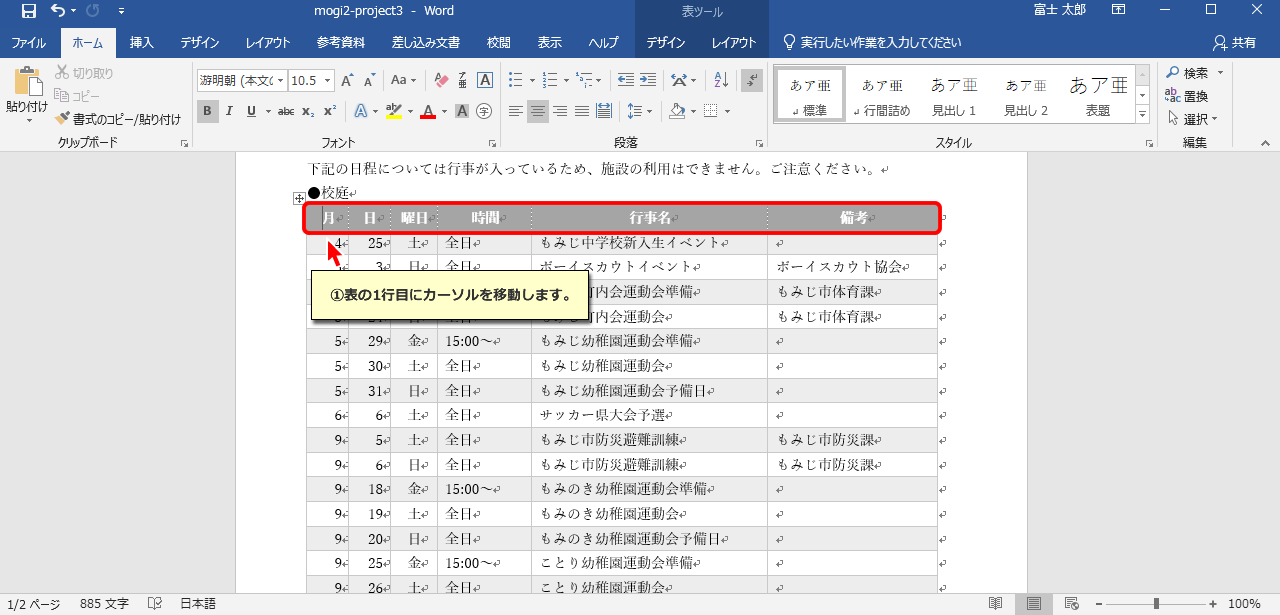 mogi2-project3 - Word
表ツール
富士 太郎
ファイル ホーム 挿入 デザイン レイアウト 参考資料 差し込み文書 校閲 表示 ヘルプ デザイン レイアウト 実行したい作業を入力してください 共有
貼り付け
切り取り
コピー
書式のコピー/貼り付け
クリップボード
游明朝 (本文の 10.5
フォント
段落
あア亜 あア亜 あア亜 あア亜 あア亜
標準 行間詰め 見出し 1 見出し 2 表題
スタイル
検索
置換
選択
編集
下記の日程については行事が入っているため、施設の利用はできません。ご注意ください。
●校庭
月 日 曜日 時間 行事名 備考
4 25 土 全日 もみじ中学校新入生イベント
3 日 全日 ボーイスカウトイベント ボーイスカウト協会
内会運動会準備 もみじ市体育課
内会運動会 もみじ市体育課
①表の1行目にカーソルを移動します。
5 29 金 15:00～ もみじ幼稚園運動会準備
5 30 土 全日 もみじ幼稚園運動会
5 31 日 全日 もみじ幼稚園運動会予備日
6 6 土 全日 サッカー県大会予選
9 5 土 全日 もみじ市防災避難訓練 もみじ市防災課
9 6 日 全日 もみじ市防災避難訓練 もみじ市防災課
9 18 金 15:00～ もみのき幼稚園運動会準備
9 19 土 全日 もみのき幼稚園運動会
9 20 日 全日 もみのき幼稚園運動会予備日
9 25 金 15:00～ ことり幼稚園運動会準備
9 26 土 全日 ことり幼稚園運動会
1/2 ページ 885 文字 日本語 100%